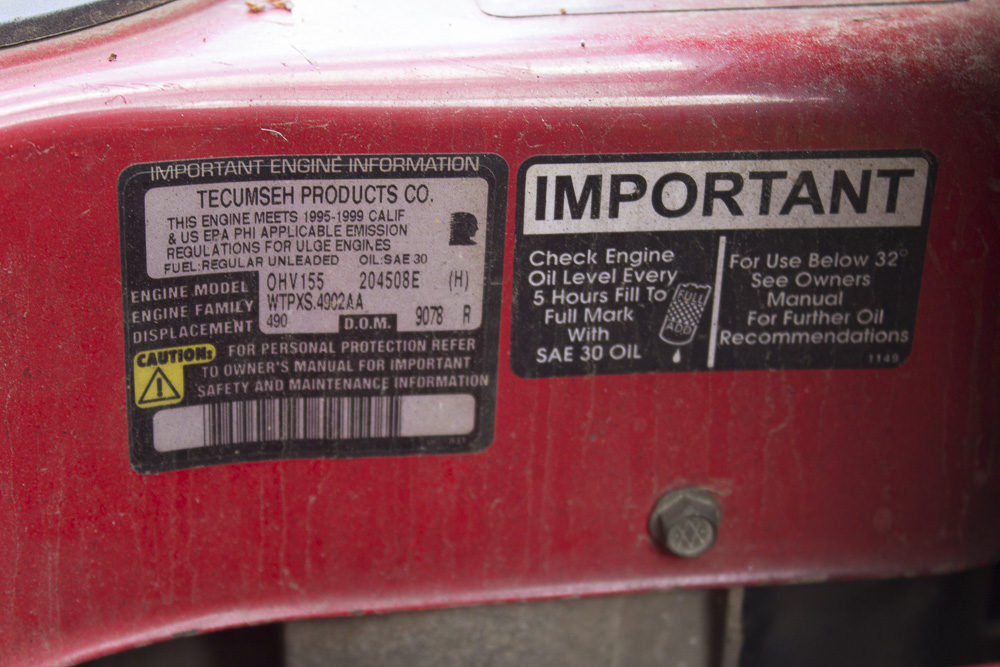 IMPORTANT ENGINE INFORMATION
TECUMSEH PRODUCTS CO.
THIS ENGINE MEETS 1995-1999 CALIF
& US EPA PHI APPLICABLE EMISSION
REGULATIONS FOR ULGE ENGINES
FUEL: REGULAR UNLEADED OIL: SAE 30
ENGINE MODEL OHV155 204508E (H)
ENGINE FAMILY WTPXS.4902AA
DISPLACEMENT 490 D.O.M. 9078 R
CAUTION: FOR PERSONAL PROTECTION REFER
TO OWNER'S MANUAL FOR IMPORTANT
SAFETY AND MAINTENANCE INFORMATION
IMPORTANT
Check Engine
Oil Level Every
5 Hours Fill To
Full Mark
With
SAE 30 OIL
FULL
ADD
For Use Below 32°
See Owners
Manual
For Further Oil
Recommendations
1149